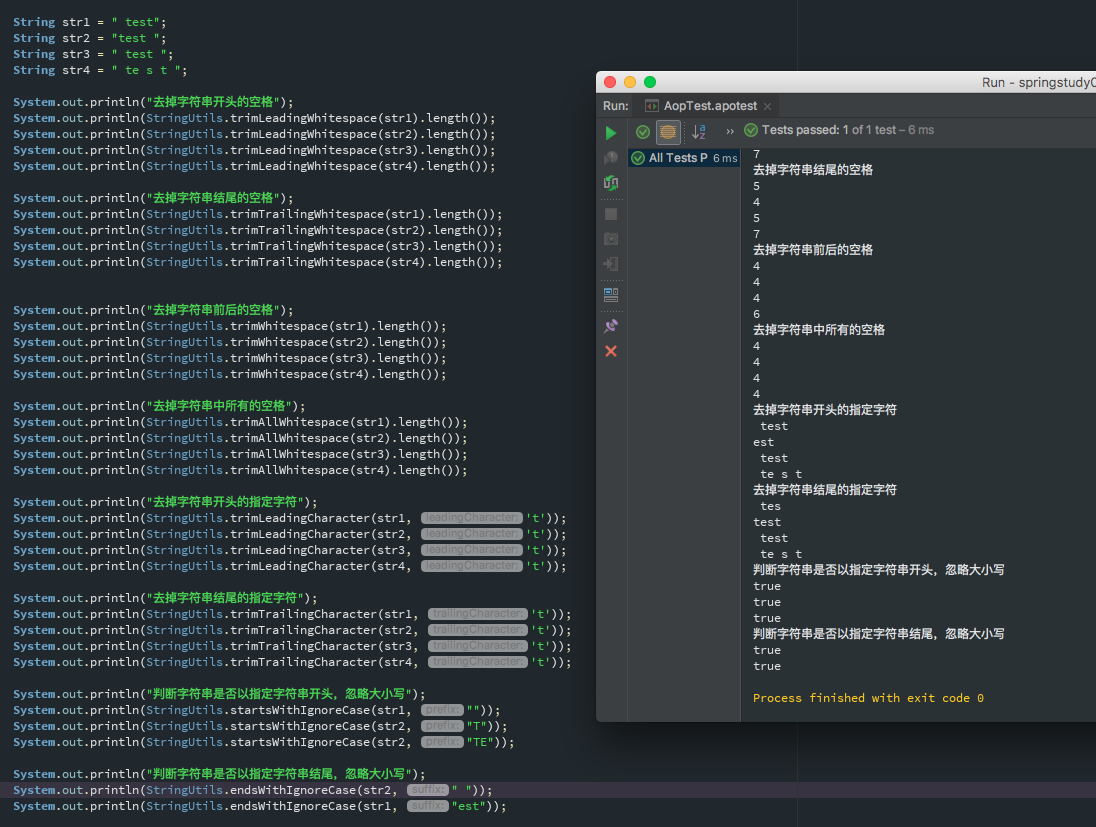 String str1 = " test";
String str2 = "test ";
String str3 = " test ";
String str4 = " te s t ";
System.out.println("去掉字符串开头的空格");
System.out.println(StringUtils.trimLeadingWhitespace(str1).length());
System.out.println(StringUtils.trimLeadingWhitespace(str2).length());
System.out.println(StringUtils.trimLeadingWhitespace(str3).length());
System.out.println(StringUtils.trimLeadingWhitespace(str4).length());
System.out.println("去掉字符串结尾的空格");
System.out.println(StringUtils.trimTrailingWhitespace(str1).length());
System.out.println(StringUtils.trimTrailingWhitespace(str2).length());
System.out.println(StringUtils.trimTrailingWhitespace(str3).length());
System.out.println(StringUtils.trimTrailingWhitespace(str4).length());
System.out.println("去掉字符串前后的空格");
System.out.println(StringUtils.trimWhitespace(str1).length());
System.out.println(StringUtils.trimWhitespace(str2).length());
System.out.println(StringUtils.trimWhitespace(str3).length());
System.out.println(StringUtils.trimWhitespace(str4).length());
System.out.println("去掉字符串中所有的空格");
System.out.println(StringUtils.trimAllWhitespace(str1).length());
System.out.println(StringUtils.trimAllWhitespace(str2).length());
System.out.println(StringUtils.trimAllWhitespace(str3).length());
System.out.println(StringUtils.trimAllWhitespace(str4).length());
System.out.println("去掉字符串开头的指定字符");
System.out.println(StringUtils.trimLeadingCharacter(str1, leadingCharacter: 't'));
System.out.println(StringUtils.trimLeadingCharacter(str2, leadingCharacter: 't'));
System.out.println(StringUtils.trimLeadingCharacter(str3, leadingCharacter: 't'));
System.out.println(StringUtils.trimLeadingCharacter(str4, leadingCharacter: 't'));
System.out.println("去掉字符串结尾的指定字符");
System.out.println(StringUtils.trimTrailingCharacter(str1, trailingCharacter: 't'));
System.out.println(StringUtils.trimTrailingCharacter(str2, trailingCharacter: 't'));
System.out.println(StringUtils.trimTrailingCharacter(str3, trailingCharacter: 't'));
System.out.println(StringUtils.trimTrailingCharacter(str4, trailingCharacter: 't'));
System.out.println("判断字符串是否以指定字符串开头，忽略大小写");
System.out.println(StringUtils.startsWithIgnoreCase(str1, prefix: ""));
System.out.println(StringUtils.startsWithIgnoreCase(str2, prefix: "T"));
System.out.println(StringUtils.startsWithIgnoreCase(str2, prefix: "TE"));
System.out.println("判断字符串是否以指定字符串结尾，忽略大小写");
System.out.println(StringUtils.endsWithIgnoreCase(str2, suffix: " "));
System.out.println(StringUtils.endsWithIgnoreCase(str1, suffix: "est"));
Run - springstudy
Run: AopTest.apotest
Tests passed: 1 of 1 test – 6 ms
All Tests P 6 ms
7
去掉字符串结尾的空格
5
4
5
7
去掉字符串前后的空格
4
4
4
6
去掉字符串中所有的空格
4
4
4
4
去掉字符串开头的指定字符
 test
est
 test
 te s t
去掉字符串结尾的指定字符
 tes
test
 test
 te s t
判断字符串是否以指定字符串开头，忽略大小写
true
true
true
判断字符串是否以指定字符串结尾，忽略大小写
true
true
Process finished with exit code 0